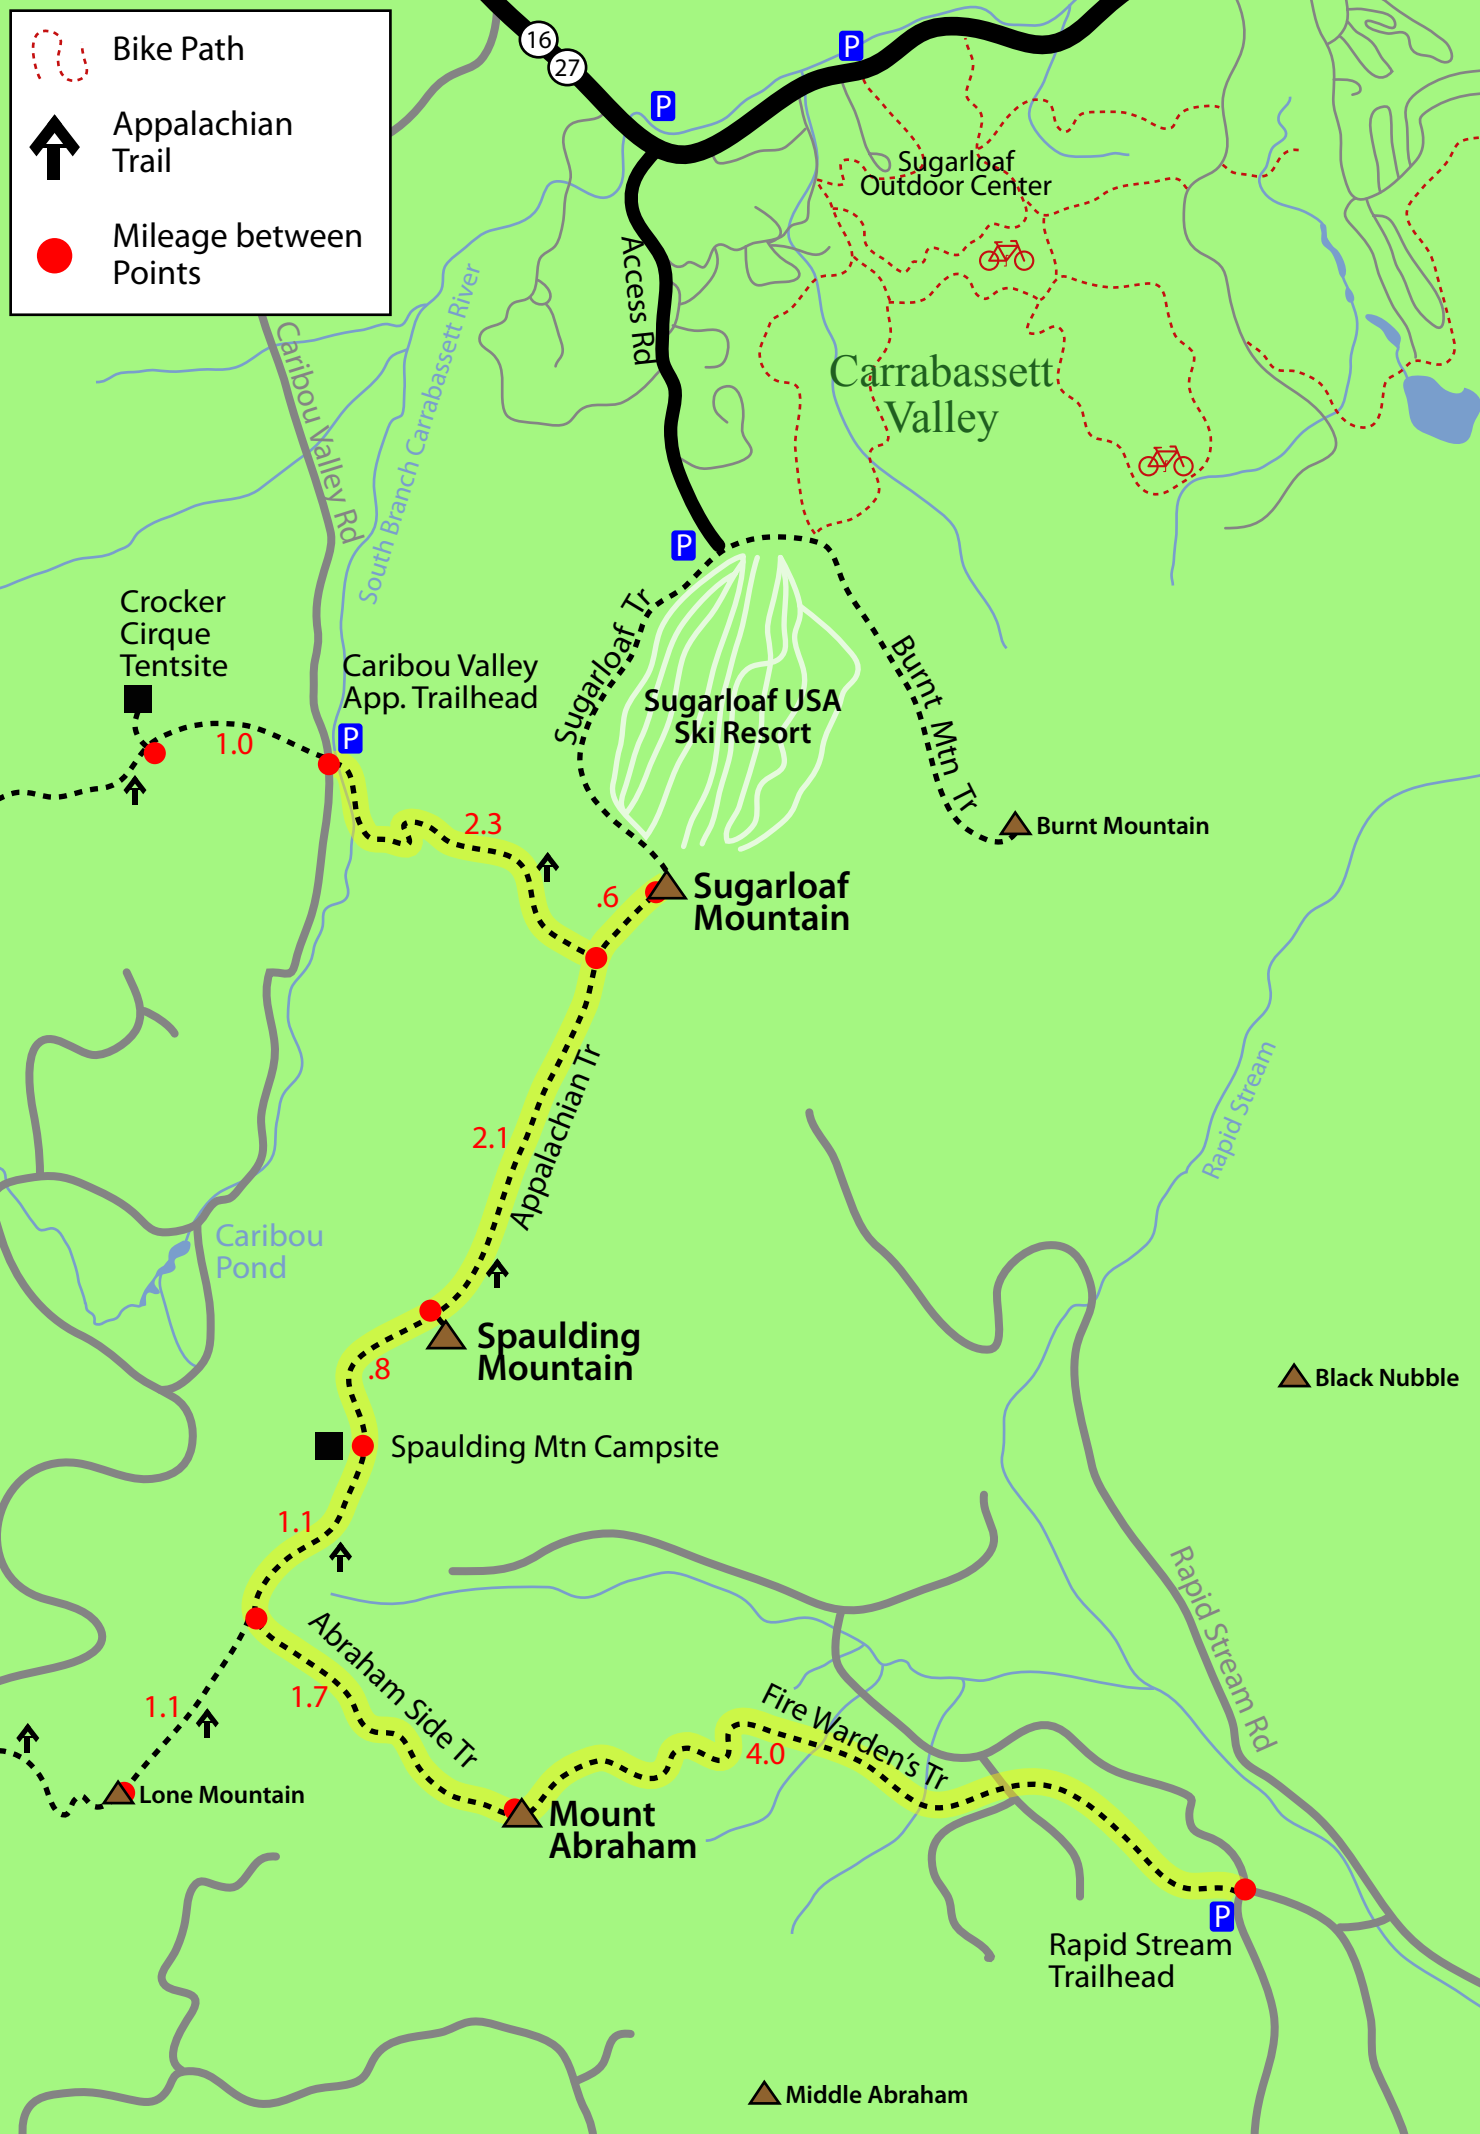 Bike Path
Appalachian
Trail
Mileage between
Points
16
27
P
P
Sugarloaf
Outdoor Center
Access Rd
Caribou Valley Rd
South Branch Carrabassett River
Carrabassett
Valley
P
Crocker
Cirque
Tentsite
Caribou Valley
App. Trailhead
P
1.0
Sugarloaf Tr
Burnt Mtn Tr
Sugarloaf USA
Ski Resort
2.3
Burnt Mountain
.6
Sugarloaf
Mountain
Appalachian Tr
2.1
Rapid Stream
Caribou
Pond
Spaulding
Mountain
.8
Black Nubble
Spaulding Mtn Campsite
1.1
Rapid Stream Rd
Abraham Side Tr
1.7
1.1
Fire Warden's Tr
4.0
Lone Mountain
Mount
Abraham
P
Rapid Stream
Trailhead
Middle Abraham